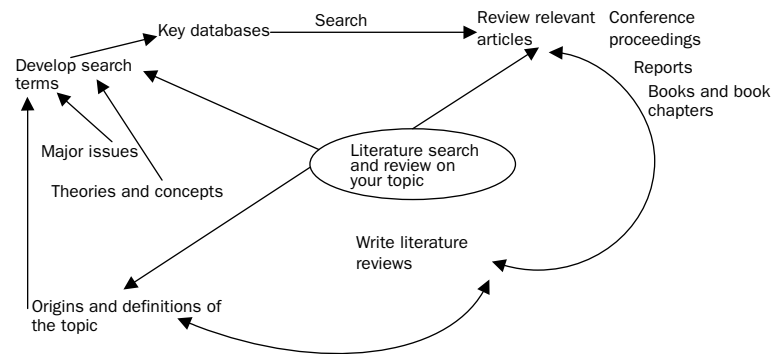 Key databases
Search
Review relevant
articles
Conference
proceedings
Reports
Books and book
chapters
Develop search
terms
Major issues
Theories and concepts
Literature search
and review on
your topic
Write literature
reviews
Origins and definitions of
the topic